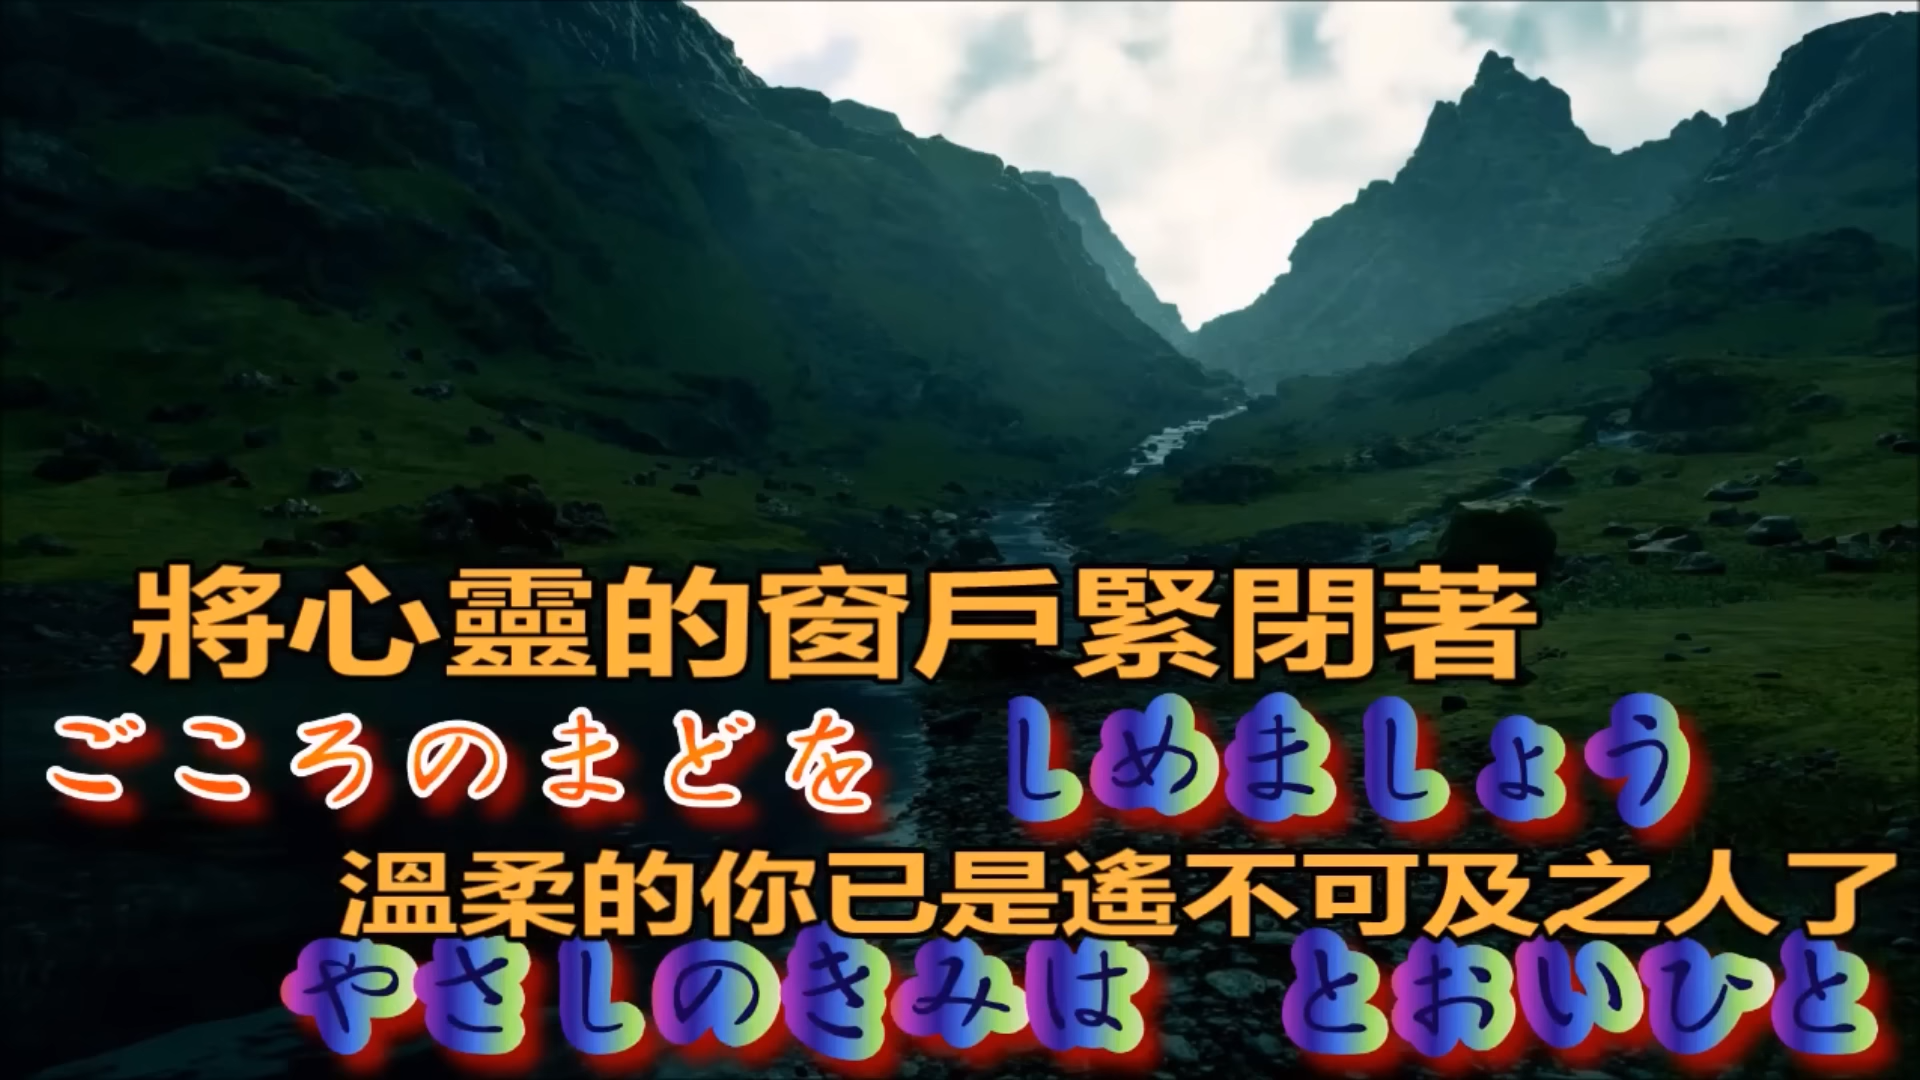 將心靈的窗戶緊閉著
ごころのまどを　しめましょう
溫柔的你已是遙不可及之人了
やさしのきみは　とおいひと